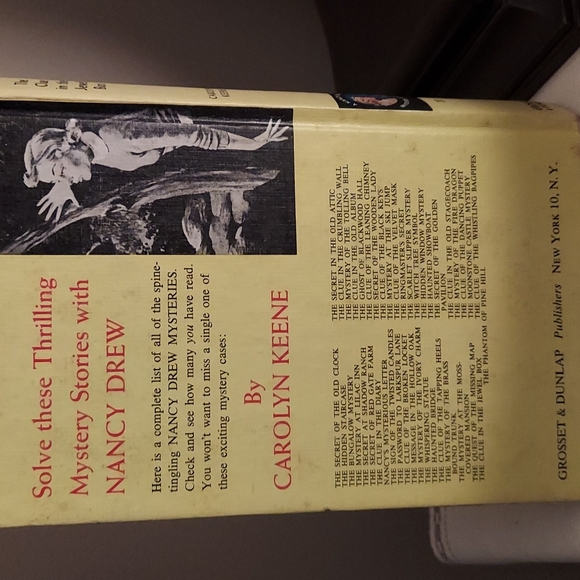 Solve these Thrilling
Mystery Stories with
NANCY DREW
Here is a complete list of all of the spine-
tingling NANCY DREW MYSTERIES.
Check and see how many you have read.
You won't want to miss a single one of
these exciting mystery cases:
By
CAROLYN KEENE
THE SECRET OF THE OLD CLOCK
THE HIDDEN STAIRCASE
THE BUNGALOW MYSTERY
THE MYSTERY AT LILAC INN
THE SECRET AT SHADOW RANCH
THE SECRET OF RED GATE FARM
THE CLUE IN THE DIARY
NANCY'S MYSTERIOUS LETTER
THE SIGN OF THE TWISTED CANDLES
THE PASSWORD TO LARKSPUR LANE
THE CLUE OF THE BROKEN LOCKET
THE MESSAGE IN THE HOLLOW OAK
THE MYSTERY OF THE IVORY CHARM
THE WHISPERING STATUE
THE HAUNTED BRIDGE
THE CLUE OF THE TAPPING HEELS
THE MYSTERY OF THE BRASS
BOUND TRUNK
THE MYSTERY AT THE MOSS-
COVERED MANSION
THE QUEST OF THE MISSING MAP
THE CLUE IN THE JEWEL BOX
THE SECRET IN THE OLD ATTIC
THE CLUE IN THE CRUMBLING WALL
THE MYSTERY OF THE TOLLING BELL
THE CLUE IN THE OLD ALBUM
THE GHOST OF BLACKWOOD HALL
THE CLUE OF THE LEANING CHIMNEY
THE SECRET OF THE WOODEN LADY
THE CLUE OF THE BLACK KEYS
THE MYSTERY AT THE SKI JUMP
THE CLUE OF THE VELVET MASK
THE RINGMASTER'S SECRET
THE SCARLET SLIPPER MYSTERY
THE WITCH TREE SYMBOL
THE HIDDEN WINDOW MYSTERY
THE HAUNTED SHOWBOAT
THE SECRET OF THE GOLDEN
PAVILION
THE CLUE IN THE OLD STAGECOACH
THE MYSTERY OF THE FIRE DRAGON
THE CLUE OF THE DANCING PUPPET
THE MOONSTONE CASTLE MYSTERY
THE CLUE OF THE WHISTLING BAGPIPES
THE PHANTOM OF PINE HILL
GROSSET & DUNLAP Publishers NEW YORK 10, N. Y.